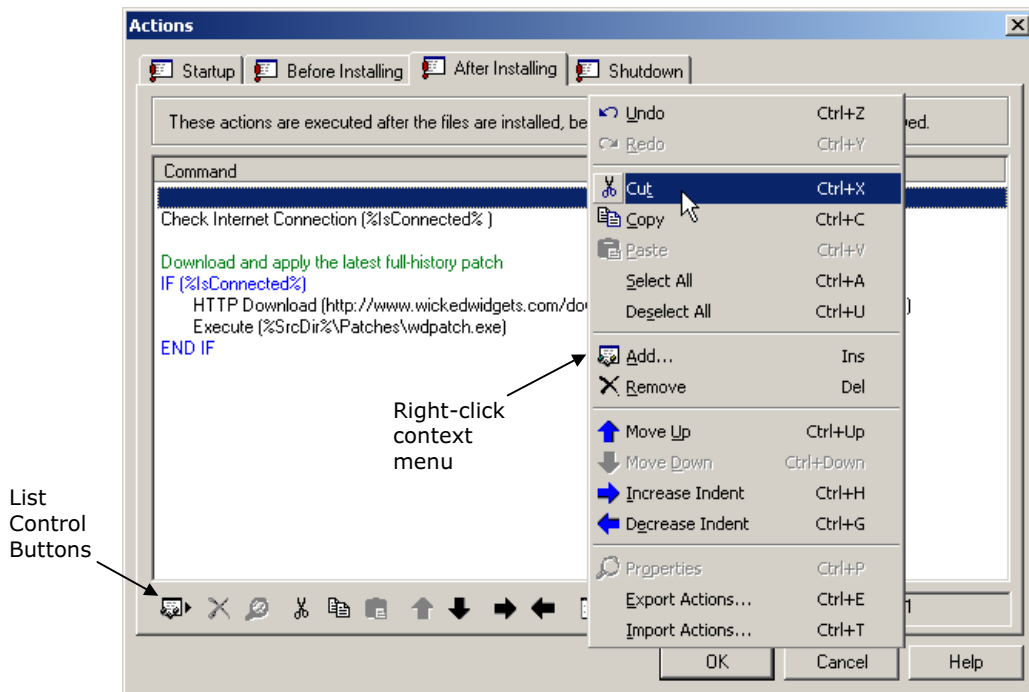 Actions
Startup
Before Installing
After Installing
Shutdown
These actions are executed after the files are installed, be
ed.
Command
Check Internet Connection (%IsConnected% )
Download and apply the latest full-history patch
IF (%IsConnected%)
HTTP Download (http://www.wickedwidgets.com/do
)
Execute (%SrcDir%\Patches\wdpatch.exe)
END IF
Undo Ctrl+Z
Redo Ctrl+Y
Cut Ctrl+X
Copy Ctrl+C
Paste Ctrl+V
Select All Ctrl+A
Deselect All Ctrl+U
Add... Ins
Remove Del
Move Up Ctrl+Up
Move Down Ctrl+Down
Increase Indent Ctrl+H
Decrease Indent Ctrl+G
Properties Ctrl+P
Export Actions... Ctrl+E
Import Actions... Ctrl+T
Right-click
context
menu
List
Control
Buttons
1
OK
Cancel
Help